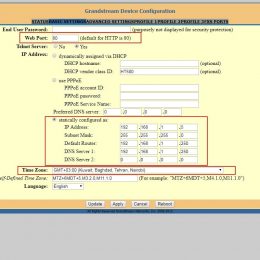 Grandstream Device Configuration
STATUS BASIC SETTINGS ADVANCED SETTINGS PROFILE 1 PROFILE 2 FXS PORTS
End User Password: (purposely not displayed for security protection)
Web Port: 80 (default for HTTP is 80)
Telnet Server: No Yes
IP Address:
dynamically assigned via DHCP
DHCP hostname: (optional)
DHCP vendor class ID: HT500 (optional)
use PPPoE
PPPoE account ID:
PPPoE password:
PPPoE Service Name:
Preferred DNS server: 0 .0 .0 .0
statically configured as
IP Address: 192 .168 .1 .0
Subnet Mask: 255 .255 .255 .0
Default Router: 192 .168 .1 .250
DNS Server 1: 192 .168 .1 .250
DNS Server 2: 0 .0 .0 .0
Time Zone: GMT+03:00 (Kuwait, Baghdad, Tehran, Nairobi)
Defined Time Zone: MTZ+6MDT+5,M3.2.0,M11.1.0 (For example: "MTZ+6MDT+5,M4.1.0,M11.1.0")
Language: English
Update Apply Cancel Reboot